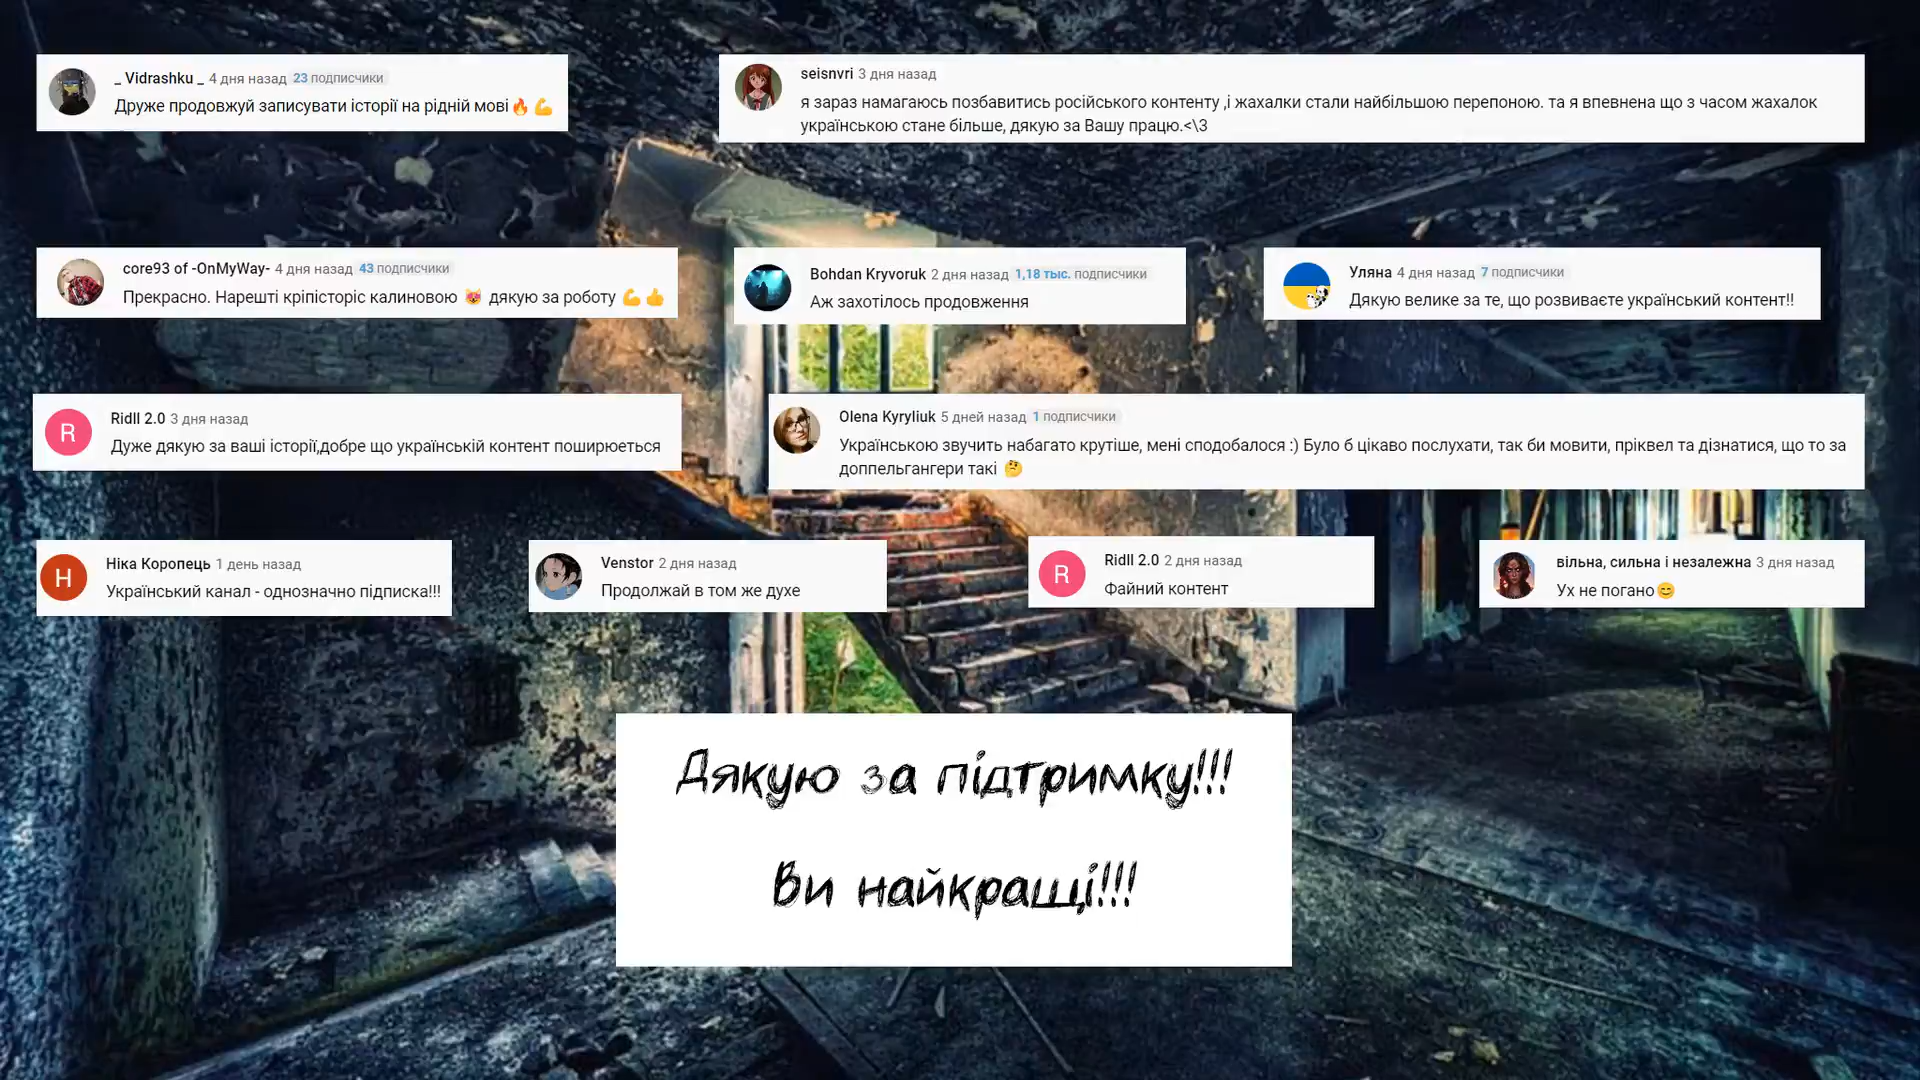 _ Vidrashku _ 4 дня назад 23 подписчики
Друже продовжуй записувати історії на рідній мові🔥💪
seisnvri 3 дня назад
я зараз намагаюсь позбавитись російського контенту ,і жахалки стали найбільшою перепоною. та я впевнена що з часом жахалок
українською стане більше, дякую за Вашу працю.<\3
core93 of -OnMyWay- 4 дня назад 43 подписчики
Прекрасно. Нарешті кріпісторіс калиновою 😻 дякую за роботу 💪👍
Bohdan Kryvoruk 2 дня назад 1,18 тыс. подписчики
Аж захотілось продовження
Уляна 4 дня назад 7 подписчики
Дякую велике за те, що розвиваєте український контент!!
Ridll 2.0 3 дня назад
R
Дуже дякую за ваші історії,добре що українській контент поширюеться
Olena Kyryliuk 5 дней назад 1 подписчики
Українською звучить набагато крутіше, мені сподобалося :) Було б цікаво послухати, так би мовити, пріквел та дізнатися, що то за
доппельгангери такі 🤔
Ніка Коропець 1 день назад
Н
Український канал - однозначно підписка!!!
Venstor 2 дня назад
Продолжай в том же духе
Ridll 2.0 2 дня назад
R
Файний контент
вільна, сильна і незалежна 3 дня назад
Ух не погано😊
Дякую за підтримку!!!
Ви найкращі!!!